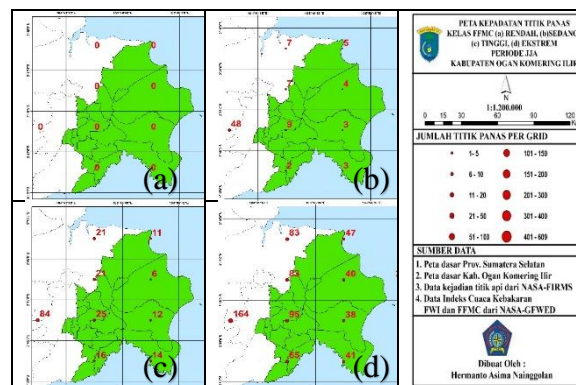 0 0
0 0
0 0 0
0 0
(a)
7 5
7 4
48 9 3
2 3
(b)
21 11
21 6
84 25 12
16 14
(c)
83 47
83 40
164 95 38
65 41
(d)
PETA KEPADATAN TITIK PANAS
KELAS FFMC (a) RENDAH, (b)SEDANG
(c) TINGGI, (d) EKSTREM
PERIODE JJA
KABUPATEN OGAN KOMERING ILIR
N
1:1.200.000
0 30 60 90 120
JUMLAH TITIK PANAS PER GRID
1-5 101-150
6-10 151-200
11-20 201-300
21-50 301-400
51-100 401-609
SUMBER DATA
1. Peta dasar Prov. Sumatera Selatan
2. Peta dasar Kab. Ogan Komering Ilir
3. Data kejadian titik api dari NASA-FIRMS
4. Data Indeks Cuaca Kebakaran
FWI dan FFMC dari NASA-GFWED
Dibuat Oleh :
Hermanto Asima Nainggolan